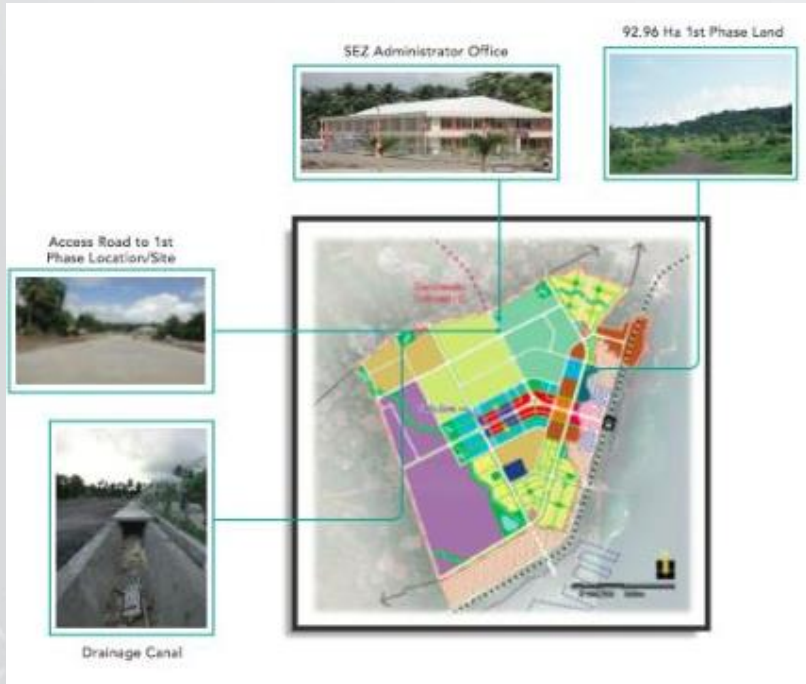 SEZ Administrator Office
92.96 Ha 1st Phase Land
Access Road to 1st
Phase Location/Site
Drainage Canal